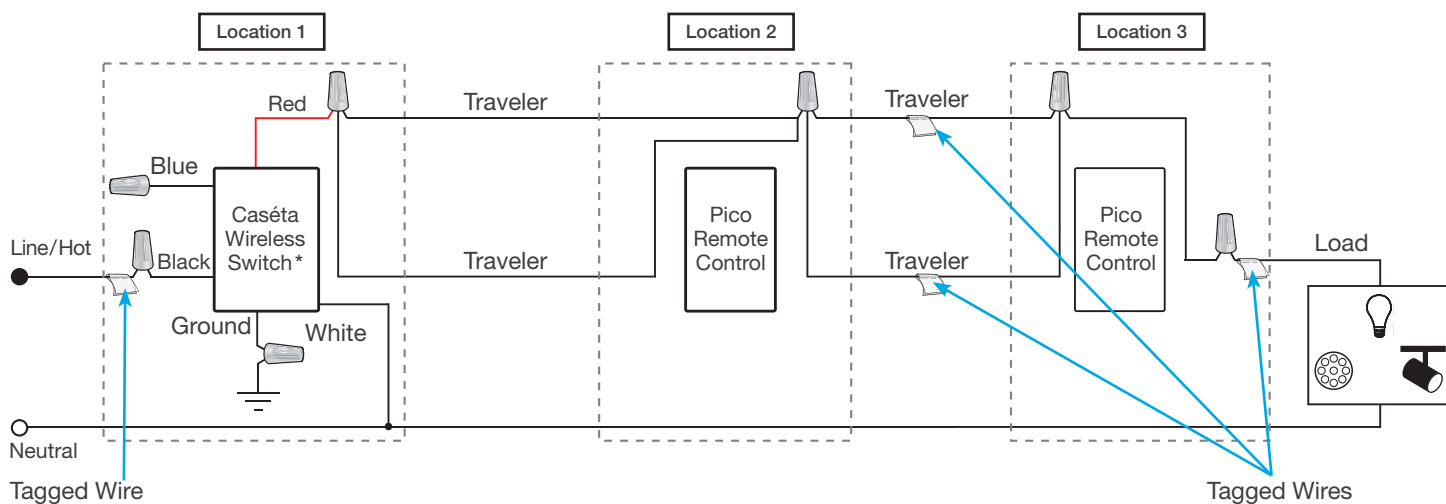 Location 1
Location 2
Location 3
Red
Traveler
Traveler
Blue
Caséta
Wireless
Switch*
Pico
Remote
Control
Pico
Remote
Control
Line/Hot
Black
Traveler
Traveler
Load
Ground
White
Neutral
Tagged Wire
Tagged Wires